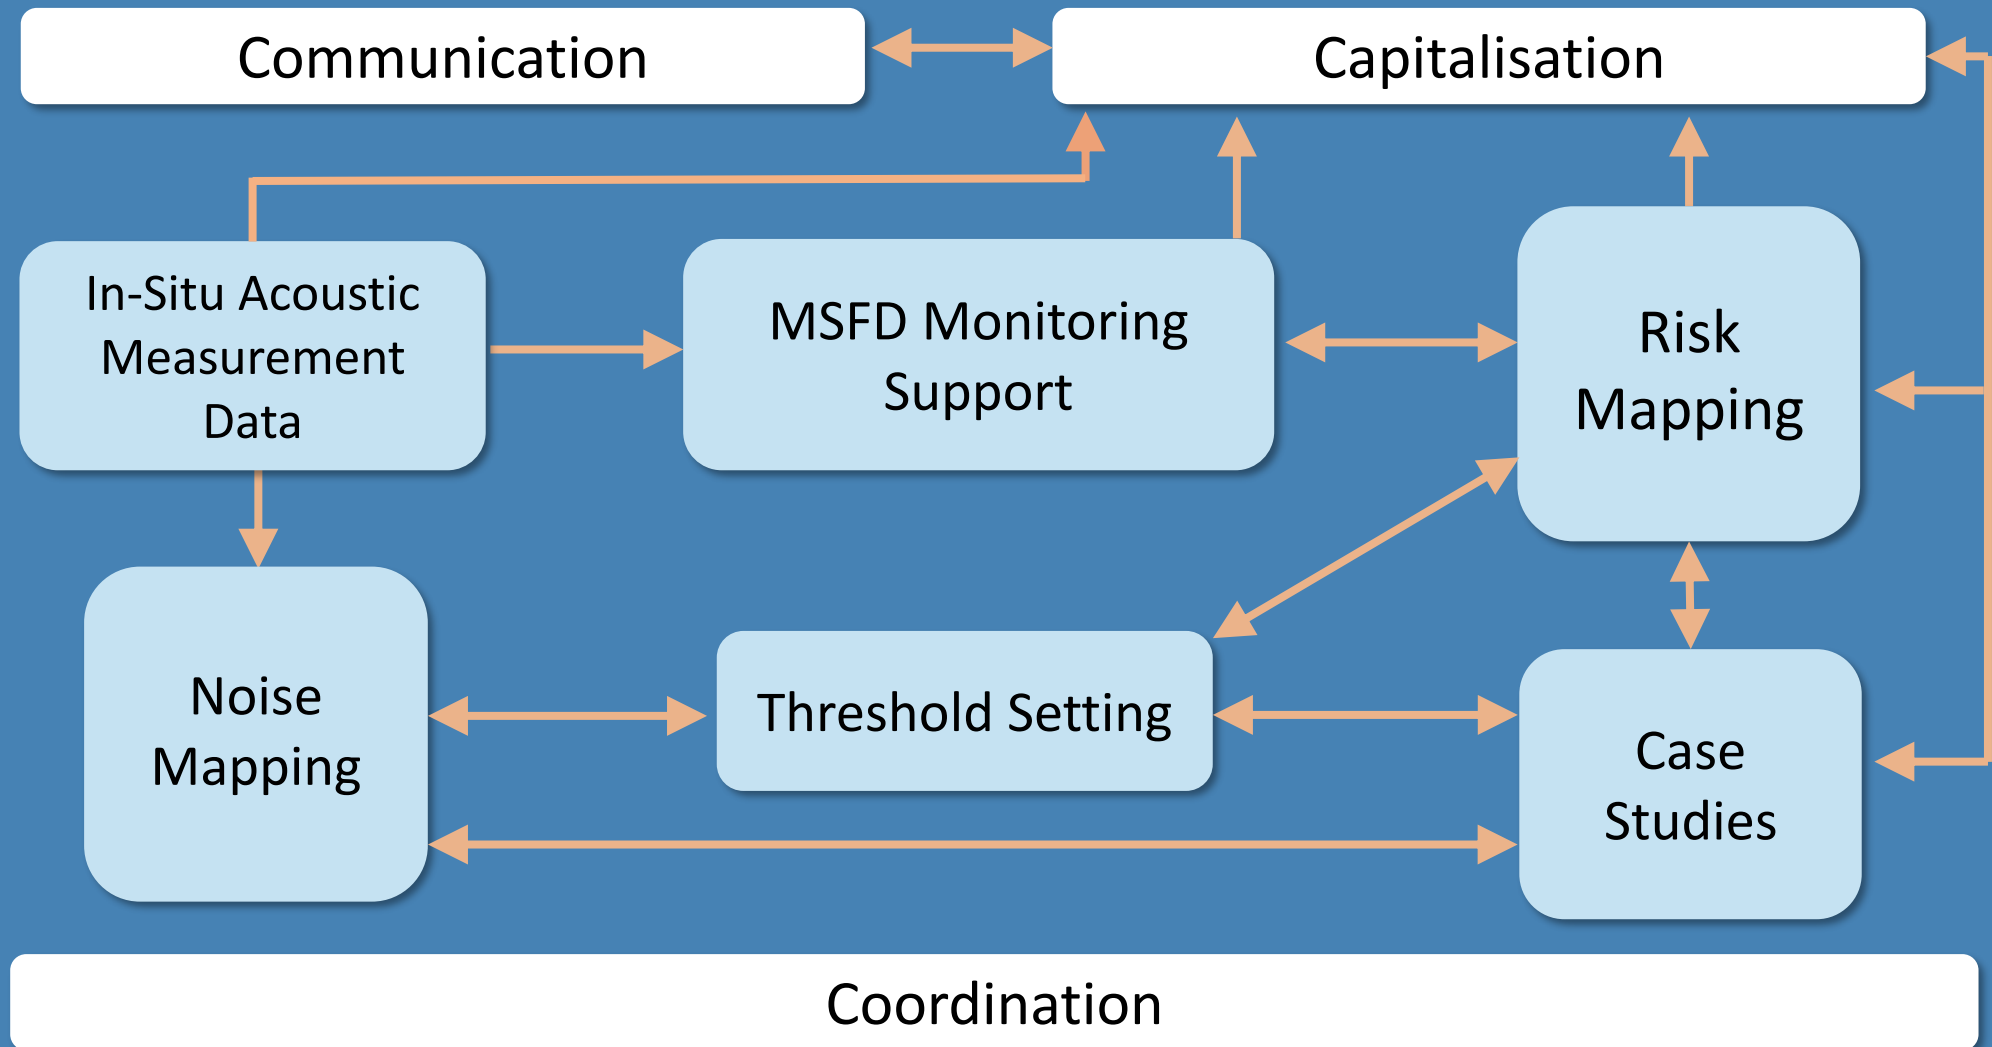 Communication
Capitalisation
In-Situ Acoustic
Measurement
Data
MSFD Monitoring
Support
Risk
Mapping
Noise
Mapping
Threshold Setting
Case
Studies
Coordination